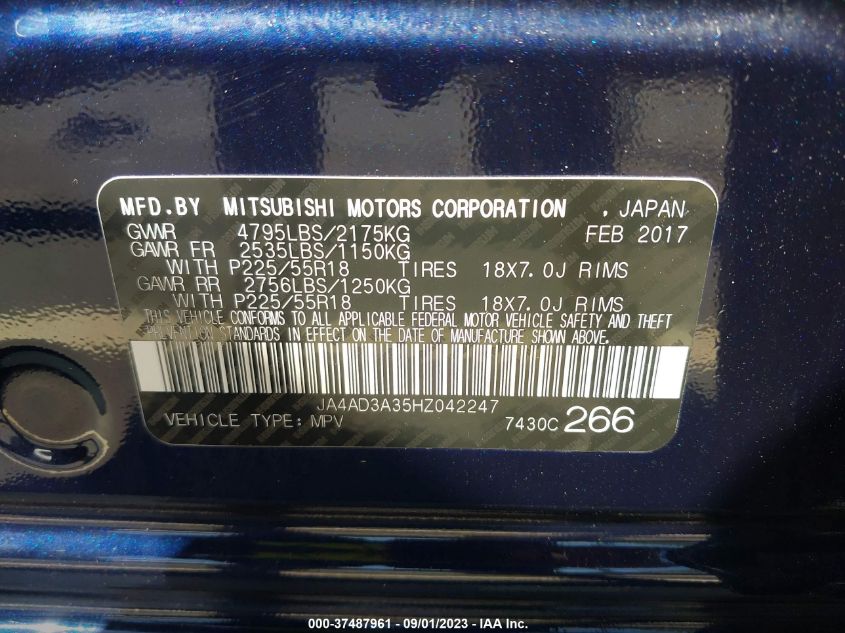 MFD.BY MITSUBISHI MOTORS CORPORATION , JAPAN
GVWR 4795LBS/2175KG FEB 2017
GAWR FR 2535LBS/1150KG
WITH P225/55R18 TIRES 18X7.0J RIMS
GAWR RR 2756LBS/1250KG
WITH P225/55R18 TIRES 18X7.0J RIMS
THIS VEHICLE CONFORMS TO ALL APPLICABLE FEDERAL MOTOR VEHICLE SAFETY AND THEFT
PREVENTION STANDARDS IN EFFECT ON THE DATE OF MANUFACTURE SHOWN ABOVE.
JA4AD3A35HZ042247
VEHICLE TYPE: MPV 7430C 266
000-37487961 - 09/01/2023 - IAA Inc.